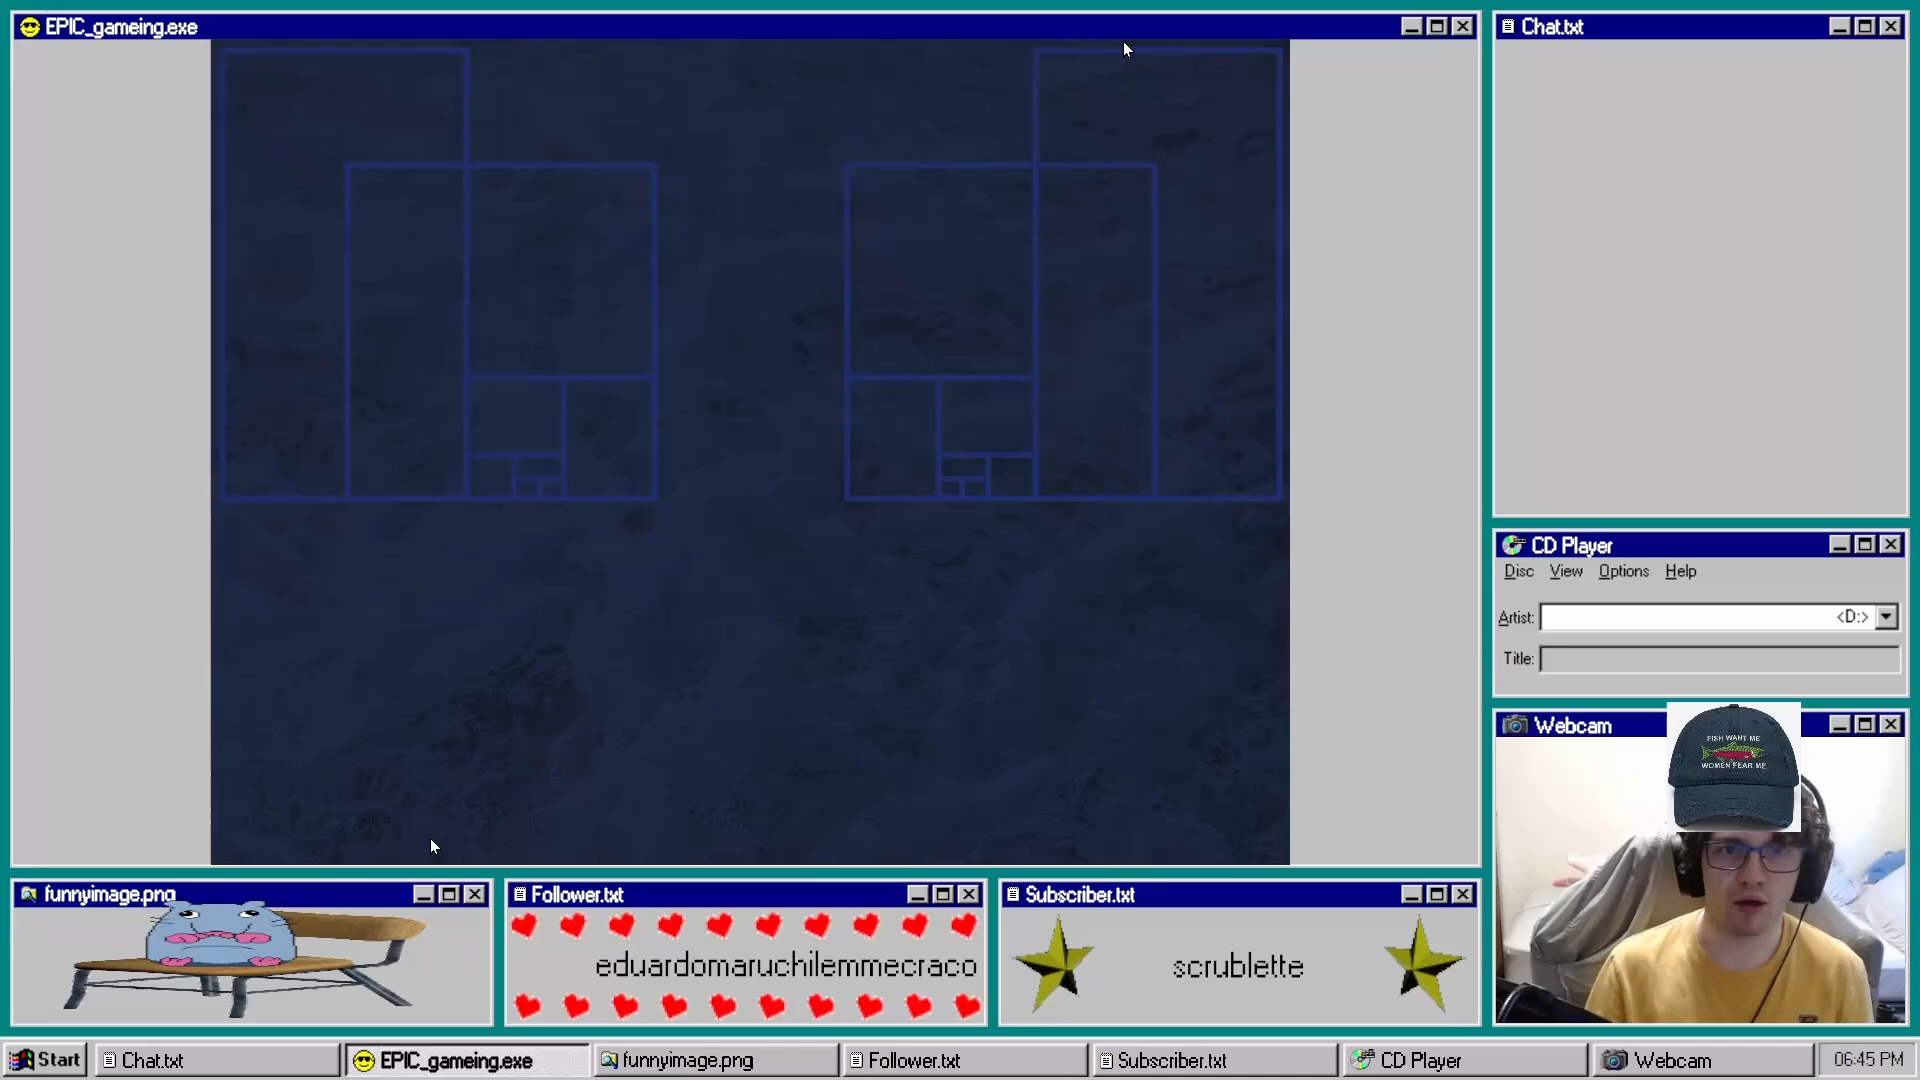 EPIC_gameing.exe
Chat.txt
CD Player
Disc View Options Help
Artist: <D:>
Title:
Webcam
FISH WANT ME
WOMEN FEAR ME
funnyimage.png
Follower.txt
Subscriber.txt
eduardomaruchilemmecraco
scrublette
Start
Chat.txt
EPIC_gameing.exe
funnyimage.png
Follower.txt
Subscriber.txt
CD Player
Webcam
06:45 PM